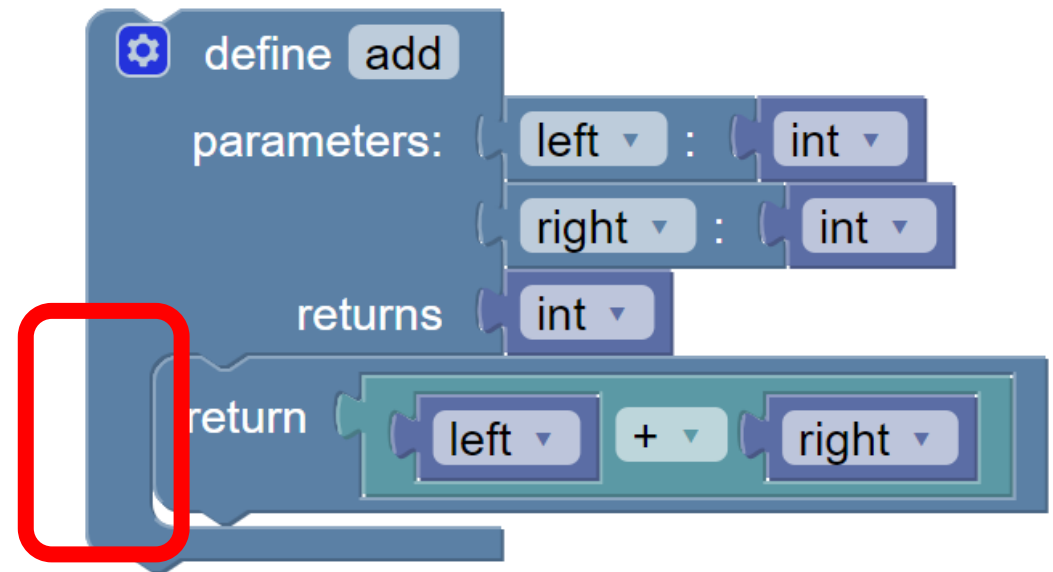 define add
parameters: left : int
right : int
returns int
return left + right